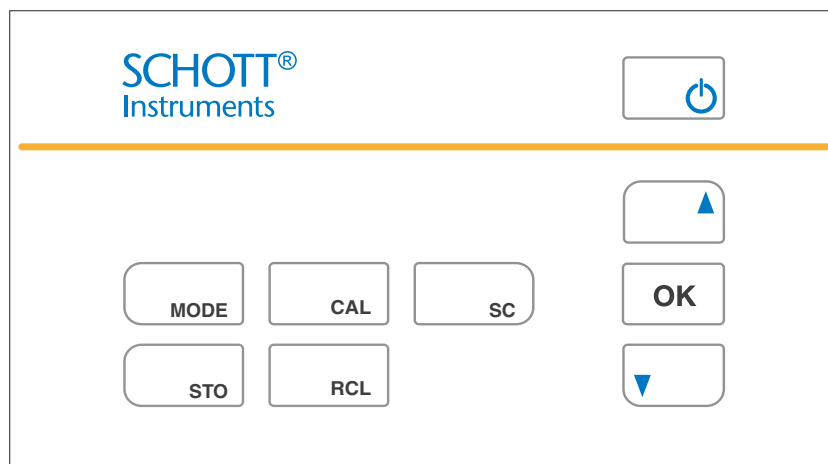 SCHOTT®
Instruments
MODE
CAL
SC
OK
STO
RCL